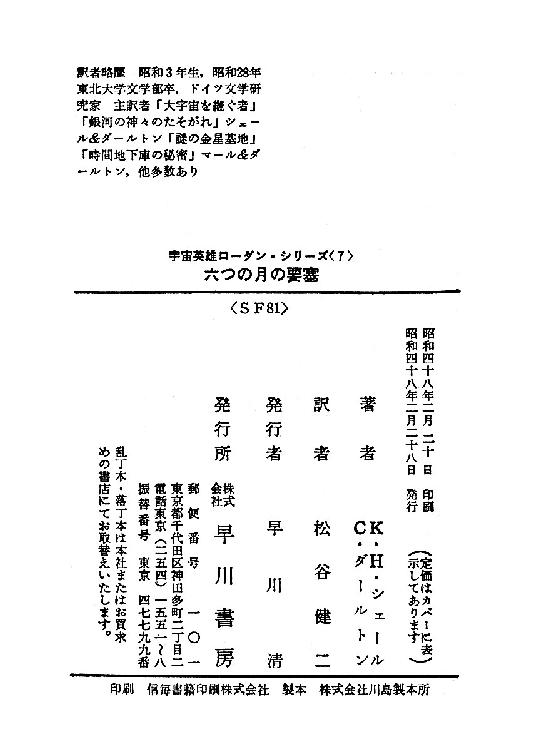 訳者略歴　昭和3年生，昭和28年
東北大学文学部卒，ドイツ文学研
究家　主訳書「大宇宙を継ぐ者」
「銀河の神々のたそがれ」シェー
ル&ダールトン「謎の金星基地」
「時間地下庫の秘密」マール&ダ
ールトン，他多数あり
宇宙英雄ローダン・シリーズ〈7〉
六つの月の要塞
〈SF81〉
昭和四十八年二月二十日　印刷
昭和四十八年二月二十八日　発行
（定価はカバーに表
示してあります）
著者　K・H・シェール
C・ダールトン
訳者　松谷健二
発行者　早川清
発行所　株式会社　早川書房
郵便番号　一〇一
東京都千代田区神田多町二丁目二
電話東京（二五四）一五五一〜八
振替番号　東京　四七七九九番
乱丁本・落丁本は本社またはお買求
めの書店にてお取替えいたします。
印刷　信毎書籍印刷株式会社　製本　株式会社川島製本所